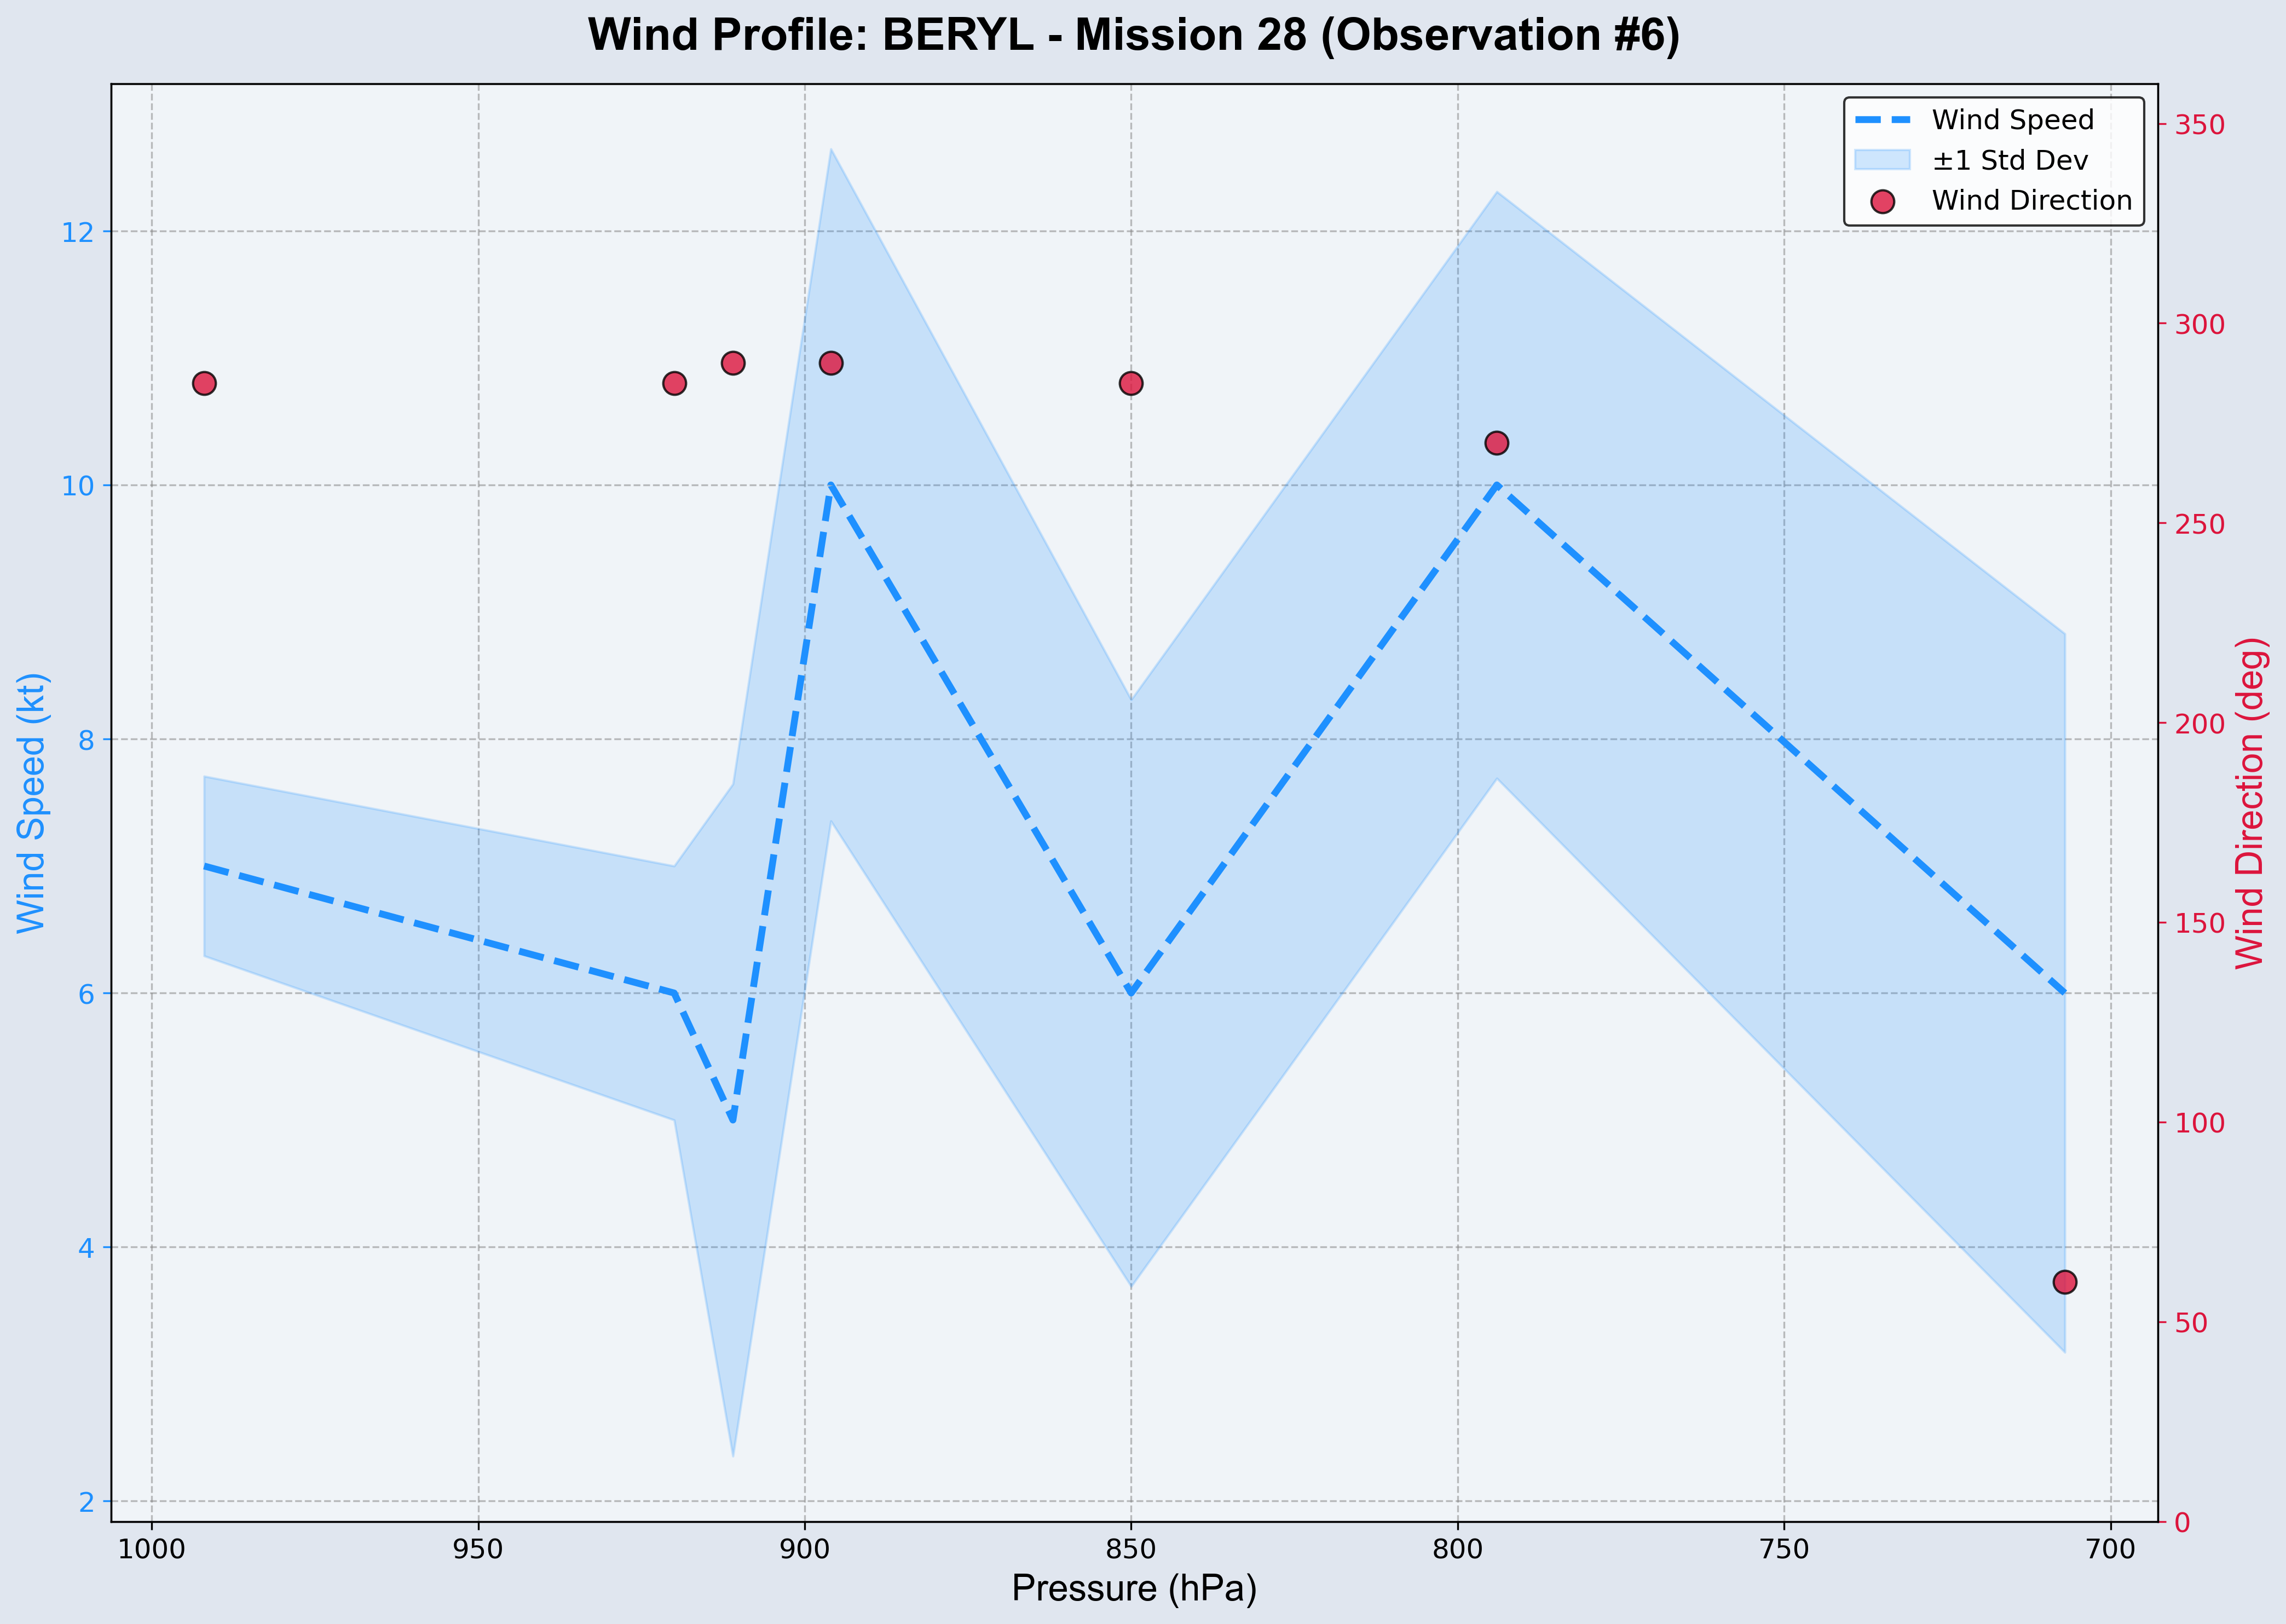 Wind Profile: BERYL - Mission 28 (Observation #6)
Wind Speed
±1 Std Dev
Wind Direction
Wind Speed (kt)
12
10
8
6
4
2
350
300
250
200
150
100
50
0
Wind Direction (deg)
1000 950 900 850 800 750 700
Pressure (hPa)